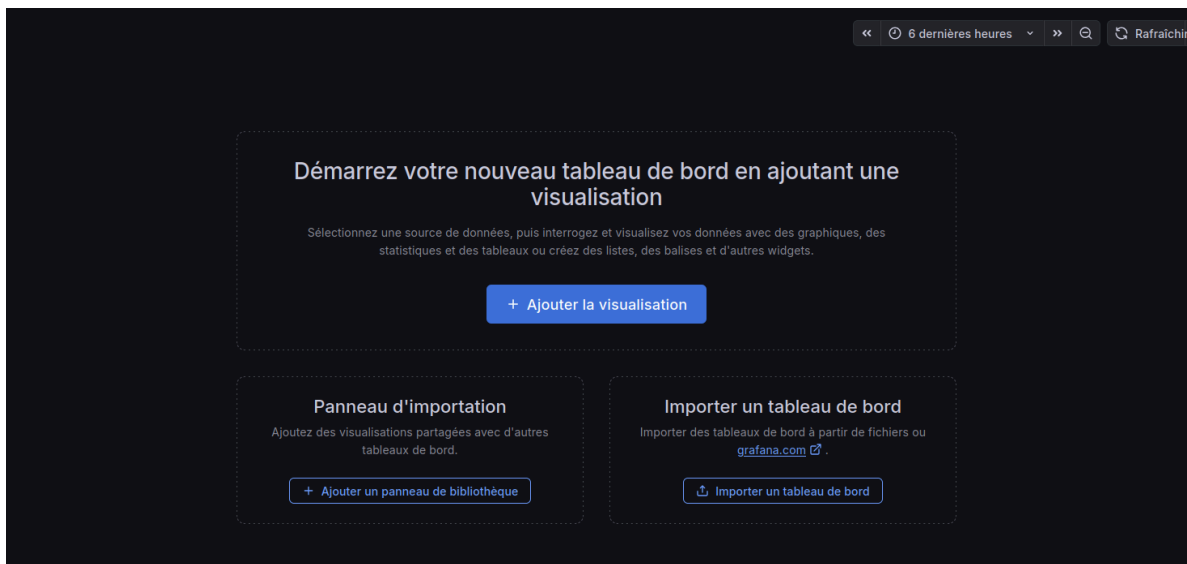 6 dernières heures
Rafraîchir
Démarrez votre nouveau tableau de bord en ajoutant une
visualisation
Sélectionnez une source de données, puis interrogez et visualisez vos données avec des graphiques, des
statistiques et des tableaux ou créez des listes, des balises et d'autres widgets.
+ Ajouter la visualisation
Panneau d'importation
Ajoutez des visualisations partagées avec d'autres
tableaux de bord.
+ Ajouter un panneau de bibliothèque
Importer un tableau de bord
Importer des tableaux de bord à partir de fichiers ou
grafana.com .
Importer un tableau de bord